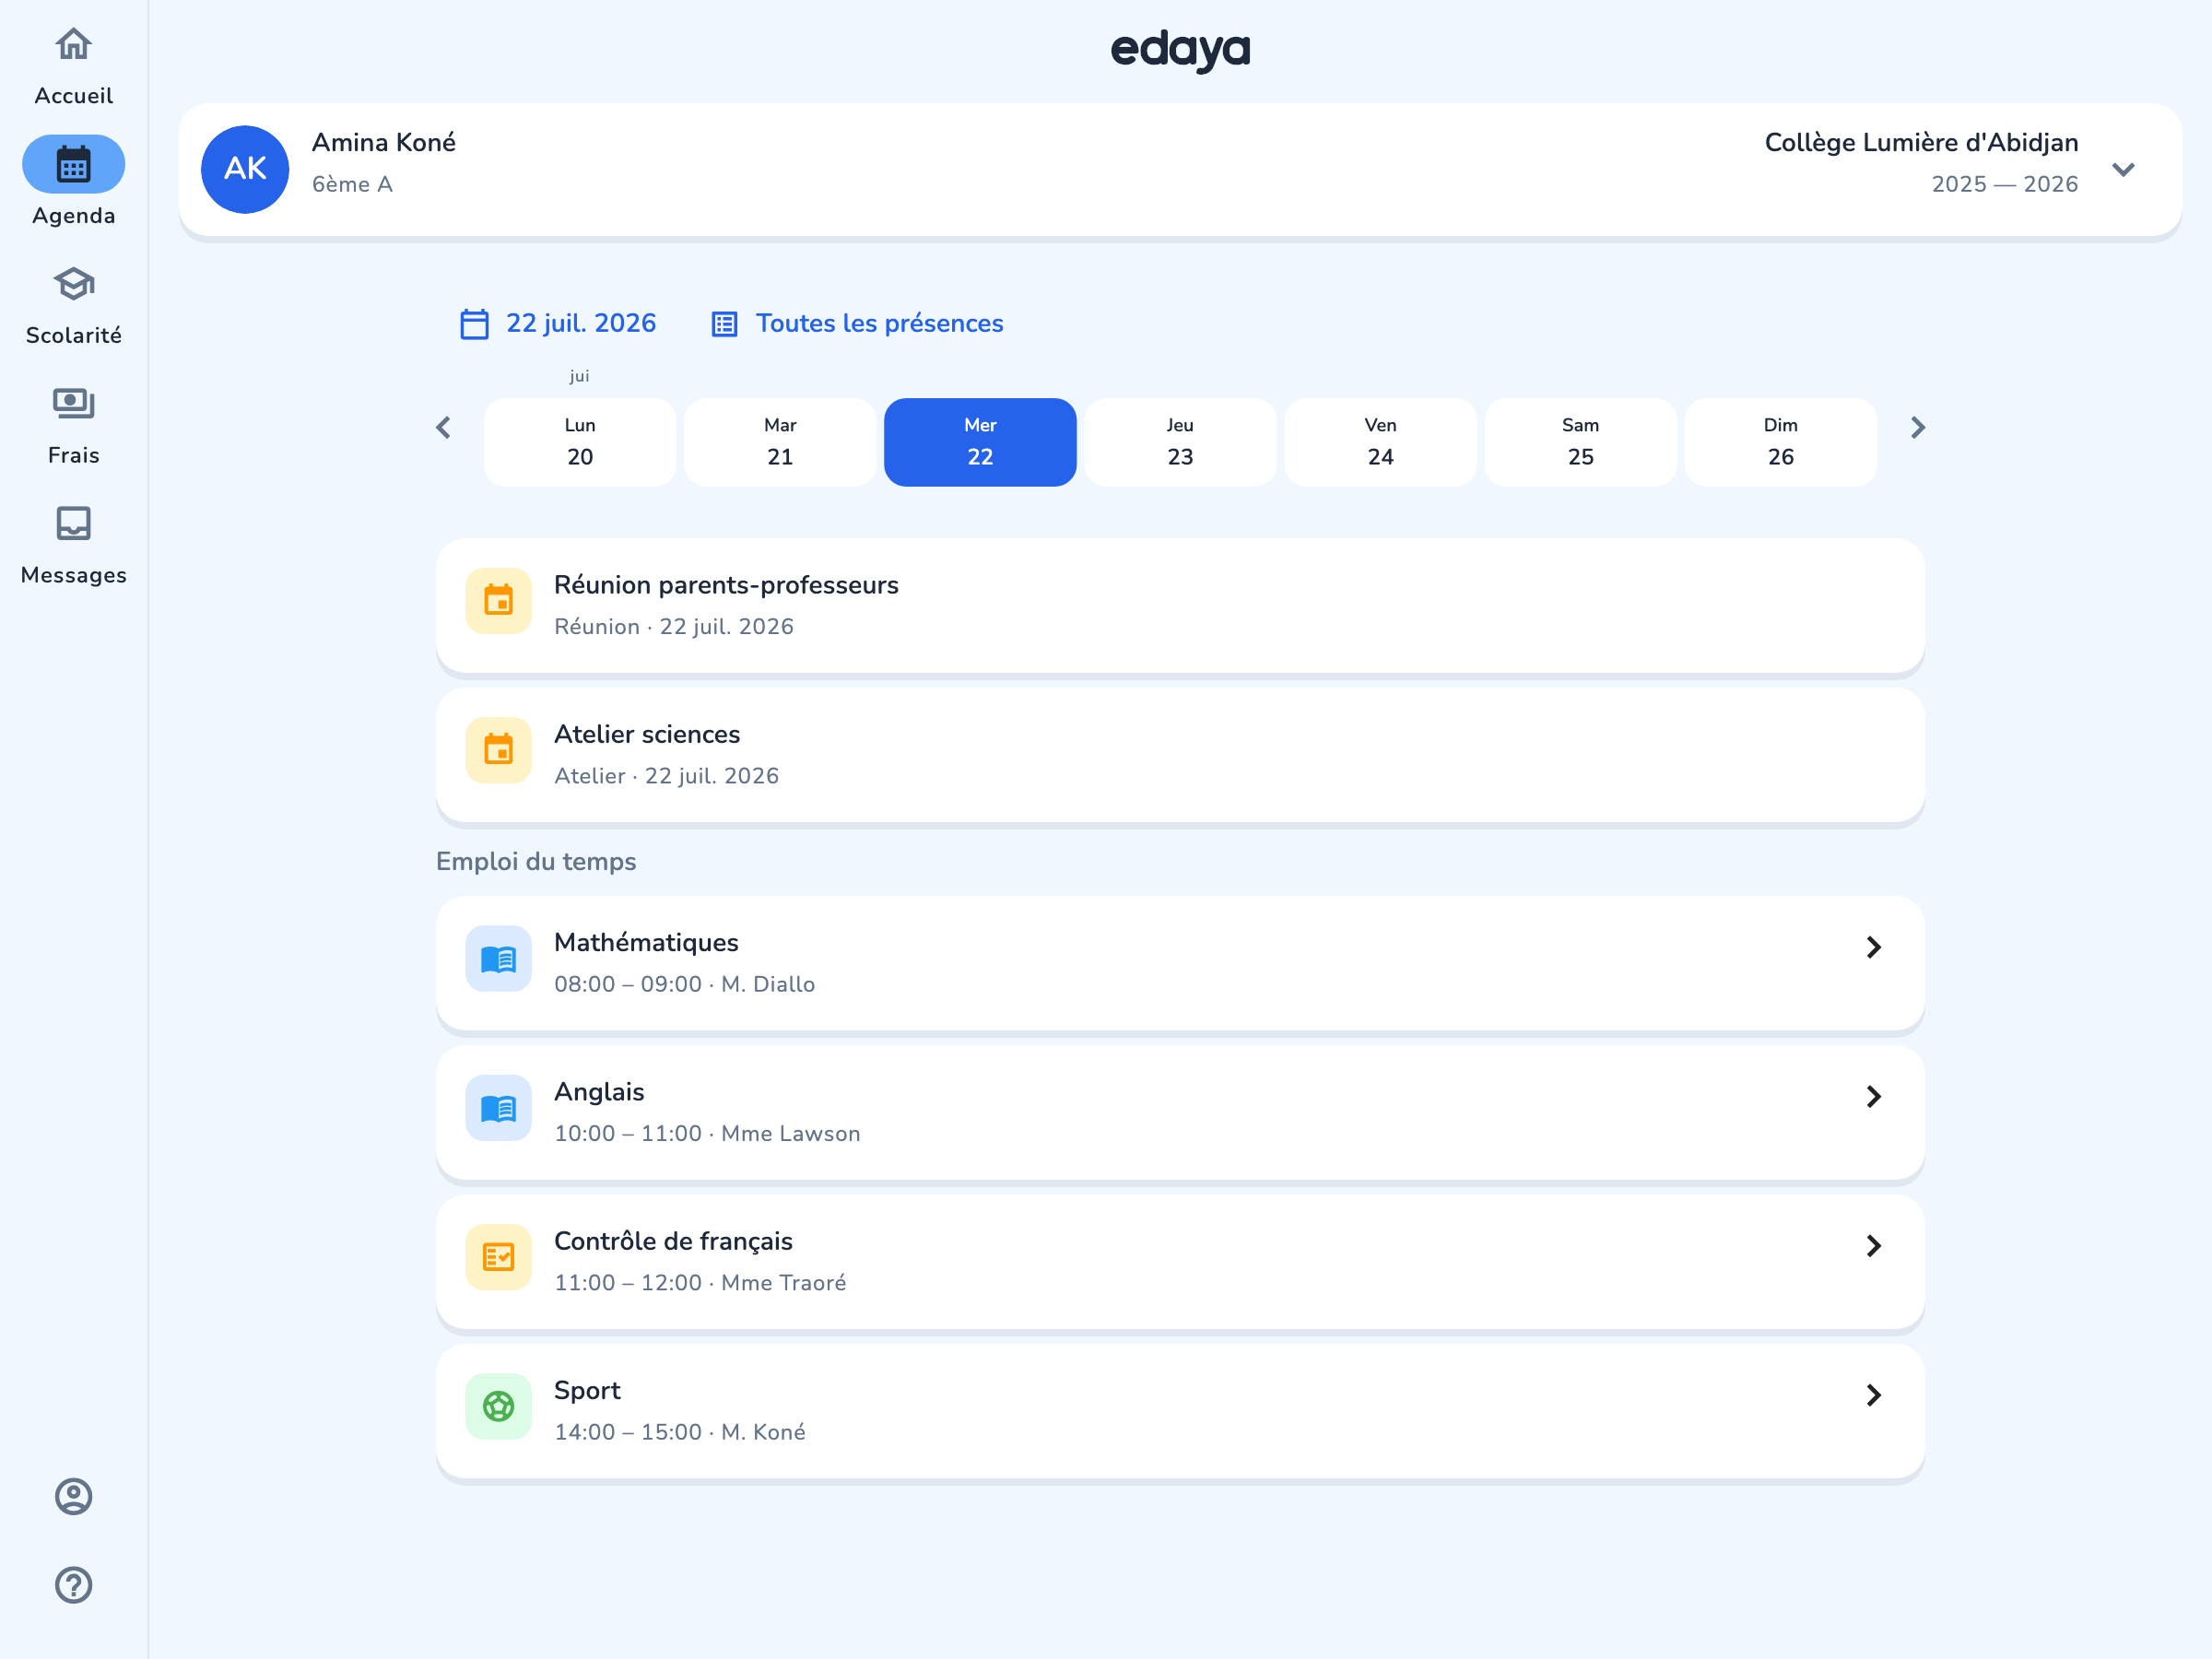 edaya
Accueil
Agenda
Scolarité
Frais
Messages
AK
Amina Koné
6ème A
Collège Lumière d'Abidjan
2025 — 2026
22 juil. 2026
Toutes les présences
jui
Lun
20
Mar
21
Mer
22
Jeu
23
Ven
24
Sam
25
Dim
26
Réunion parents-professeurs
Réunion · 22 juil. 2026
Atelier sciences
Atelier · 22 juil. 2026
Emploi du temps
Mathématiques
08:00 – 09:00 · M. Diallo
Anglais
10:00 – 11:00 · Mme Lawson
Contrôle de français
11:00 – 12:00 · Mme Traoré
Sport
14:00 – 15:00 · M. Koné